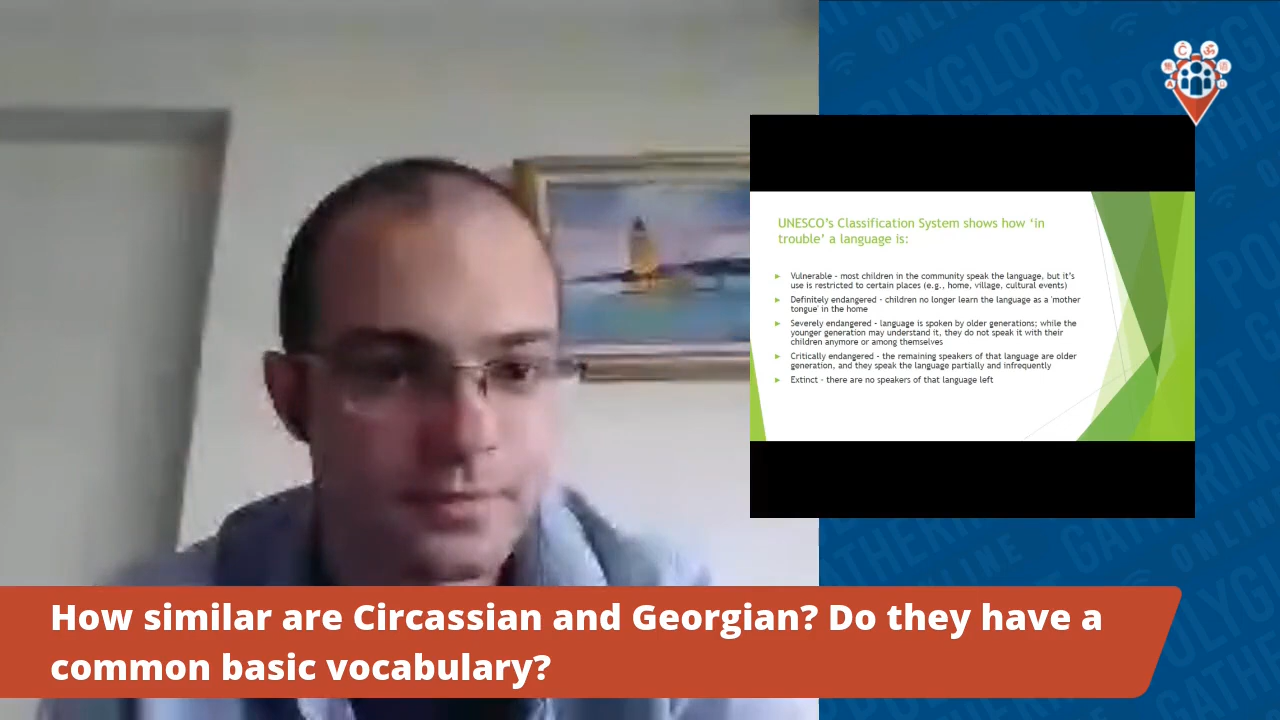 UNESCO's Classification System shows how 'in
trouble' a language is:
Vulnerable - most children in the community speak the language, but it's
use is restricted to certain places (e.g., home, village, cultural events)
Definitely endangered - children no longer learn the language as a 'mother
tongue' in the home
Severely endangered - language is spoken by older generations; while the
younger generation may understand it, they do not speak it with their
children anymore or among themselves
Critically endangered - the remaining speakers of that language are older
generation, and they speak the language partially and infrequently
Extinct - there are no speakers of that language left
How similar are Circassian and Georgian? Do they have a
common basic vocabulary?